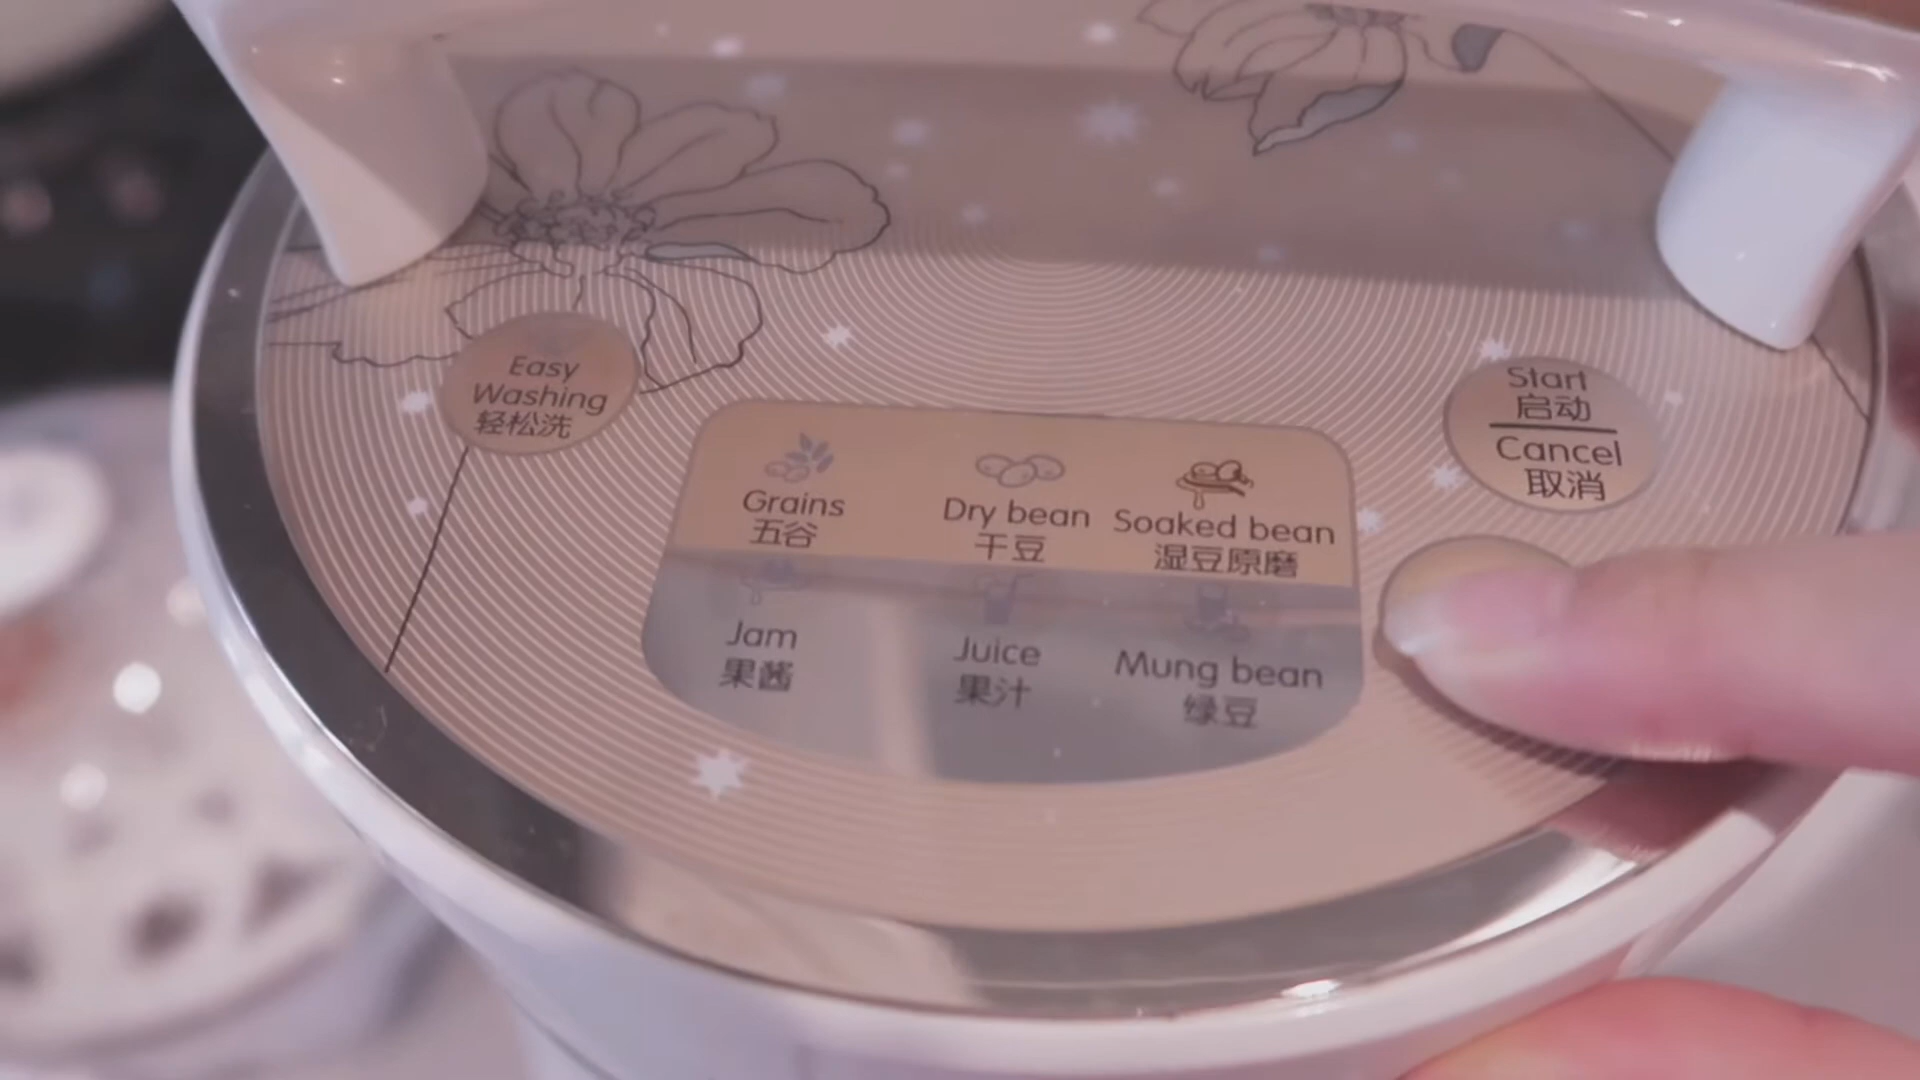 Easy
Washing
轻松洗
Start
启动
Cancel
取消
Grains
五谷
Dry bean
干豆
Soaked bean
湿豆原磨
Jam
果酱
Juice
果汁
Mung bean
绿豆